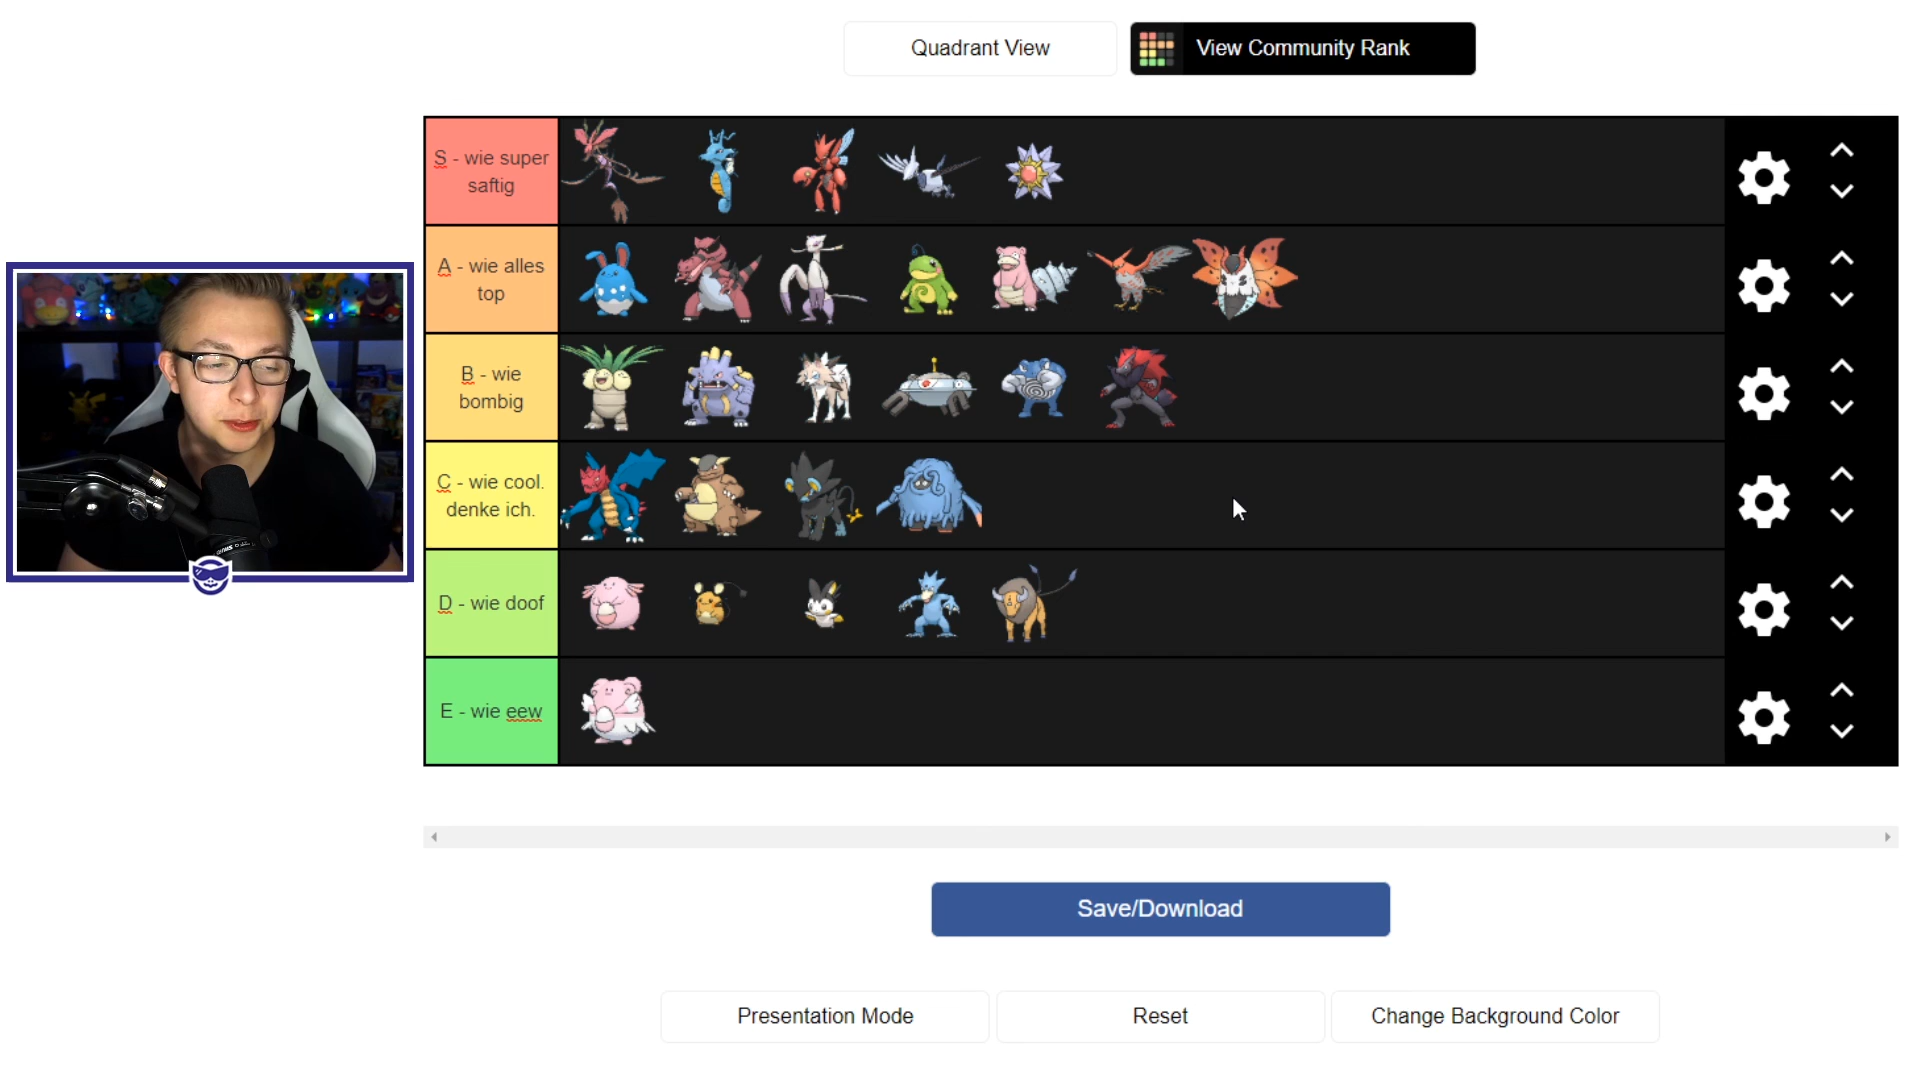 Quadrant View
View Community Rank
S - wie super
saftig
A - wie alles
top
B - wie
bombig
C - wie cool.
denke ich.
D - wie doof
E - wie eew
Save/Download
Presentation Mode
Reset
Change Background Color